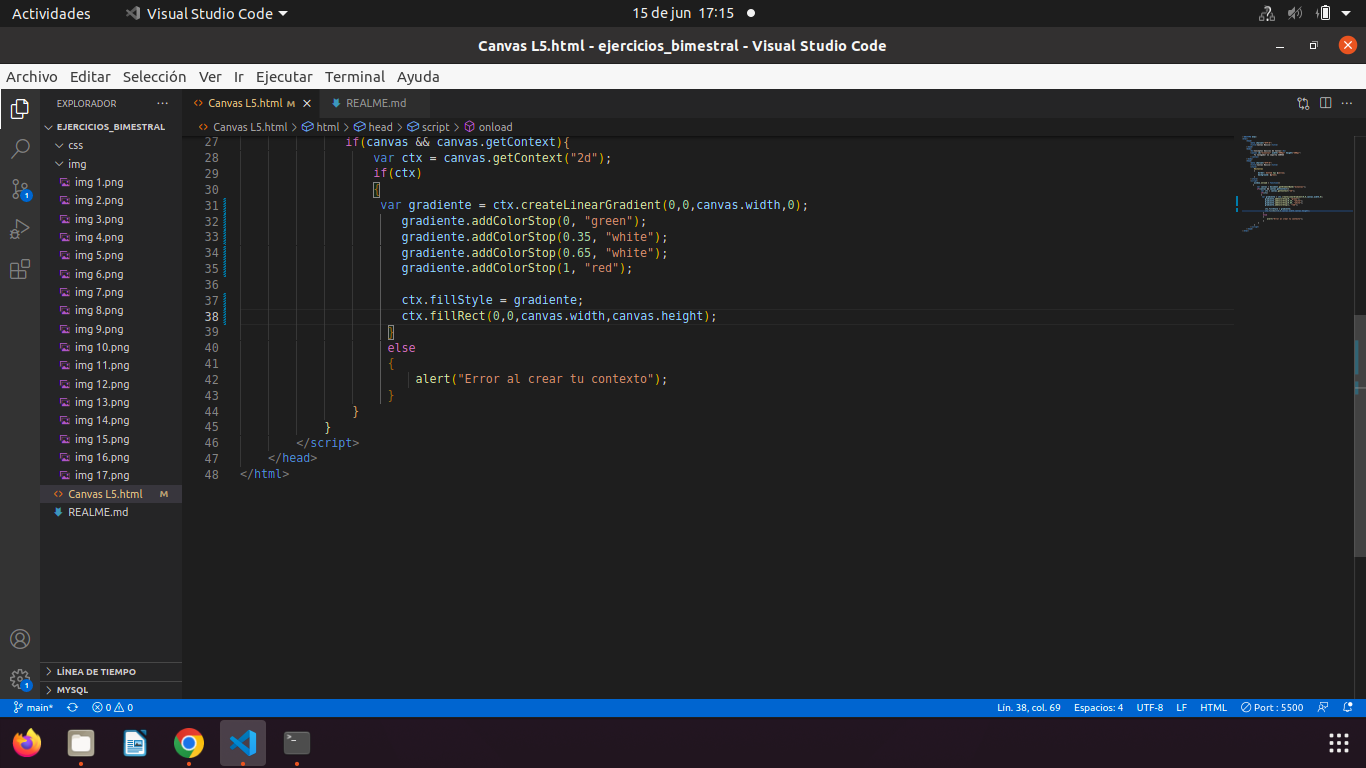 Actividades
Visual Studio Code
15 de jun 17:15
Canvas L5.html - ejercicios_bimestral - Visual Studio Code
Archivo Editar Selección Ver Ir Ejecutar Terminal Ayuda
EXPLORADOR ···
EJERCICIOS_BIMESTRAL
css
img
img 1.png
img 2.png
img 3.png
img 4.png
img 5.png
img 6.png
img 7.png
img 8.png
img 9.png
img 10.png
img 11.png
img 12.png
img 13.png
img 14.png
img 15.png
img 16.png
img 17.png
Canvas L5.html M
REALME.md
LÍNEA DE TIEMPO
MYSQL
1
1
Canvas L5.html M
REALME.md
Canvas L5.html > html > head > script > onload
27 if(canvas && canvas.getContext){
28 var ctx = canvas.getContext("2d");
29 if(ctx)
30 {
31 var gradiente = ctx.createLinearGradient(0,0,canvas.width,0);
32 gradiente.addColorStop(0, "green");
33 gradiente.addColorStop(0.35, "white");
34 gradiente.addColorStop(0.65, "white");
35 gradiente.addColorStop(1, "red");
36
37 ctx.fillStyle = gradiente;
38 ctx.fillRect(0,0,canvas.width,canvas.height);
39 }
40 else
41 {
42 alert("Error al crear tu contexto");
43 }
44 }
45 }
46 </script>
47 </head>
48 </html>
main* 0 0
Lín. 38, col. 69 Espacios: 4 UTF-8 LF HTML Port : 5500